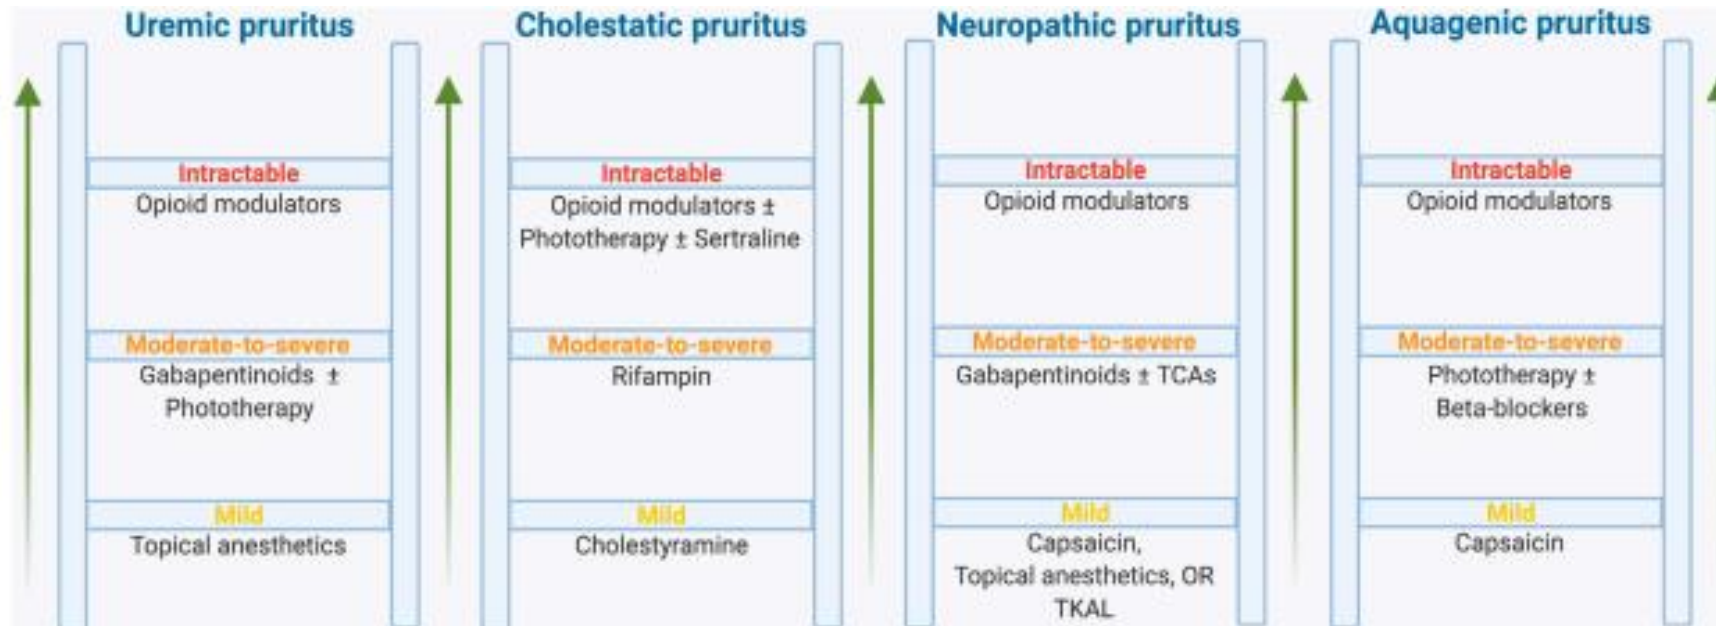 Uremic pruritus
Intractable
Opioid modulators
Moderate-to-severe
Gabapentinoids ±
Phototherapy
Mild
Topical anesthetics
Cholestatic pruritus
Intractable
Opioid modulators ±
Phototherapy ± Sertraline
Moderate-to-severe
Rifampin
Mild
Cholestyramine
Neuropathic pruritus
Intractable
Opioid modulators
Moderate-to-severe
Gabapentinoids ± TCAs
Mild
Capsaicin,
Topical anesthetics, OR
TKAL
Aquagenic pruritus
Intractable
Opioid modulators
Moderate-to-severe
Phototherapy ±
Beta-blockers
Mild
Capsaicin